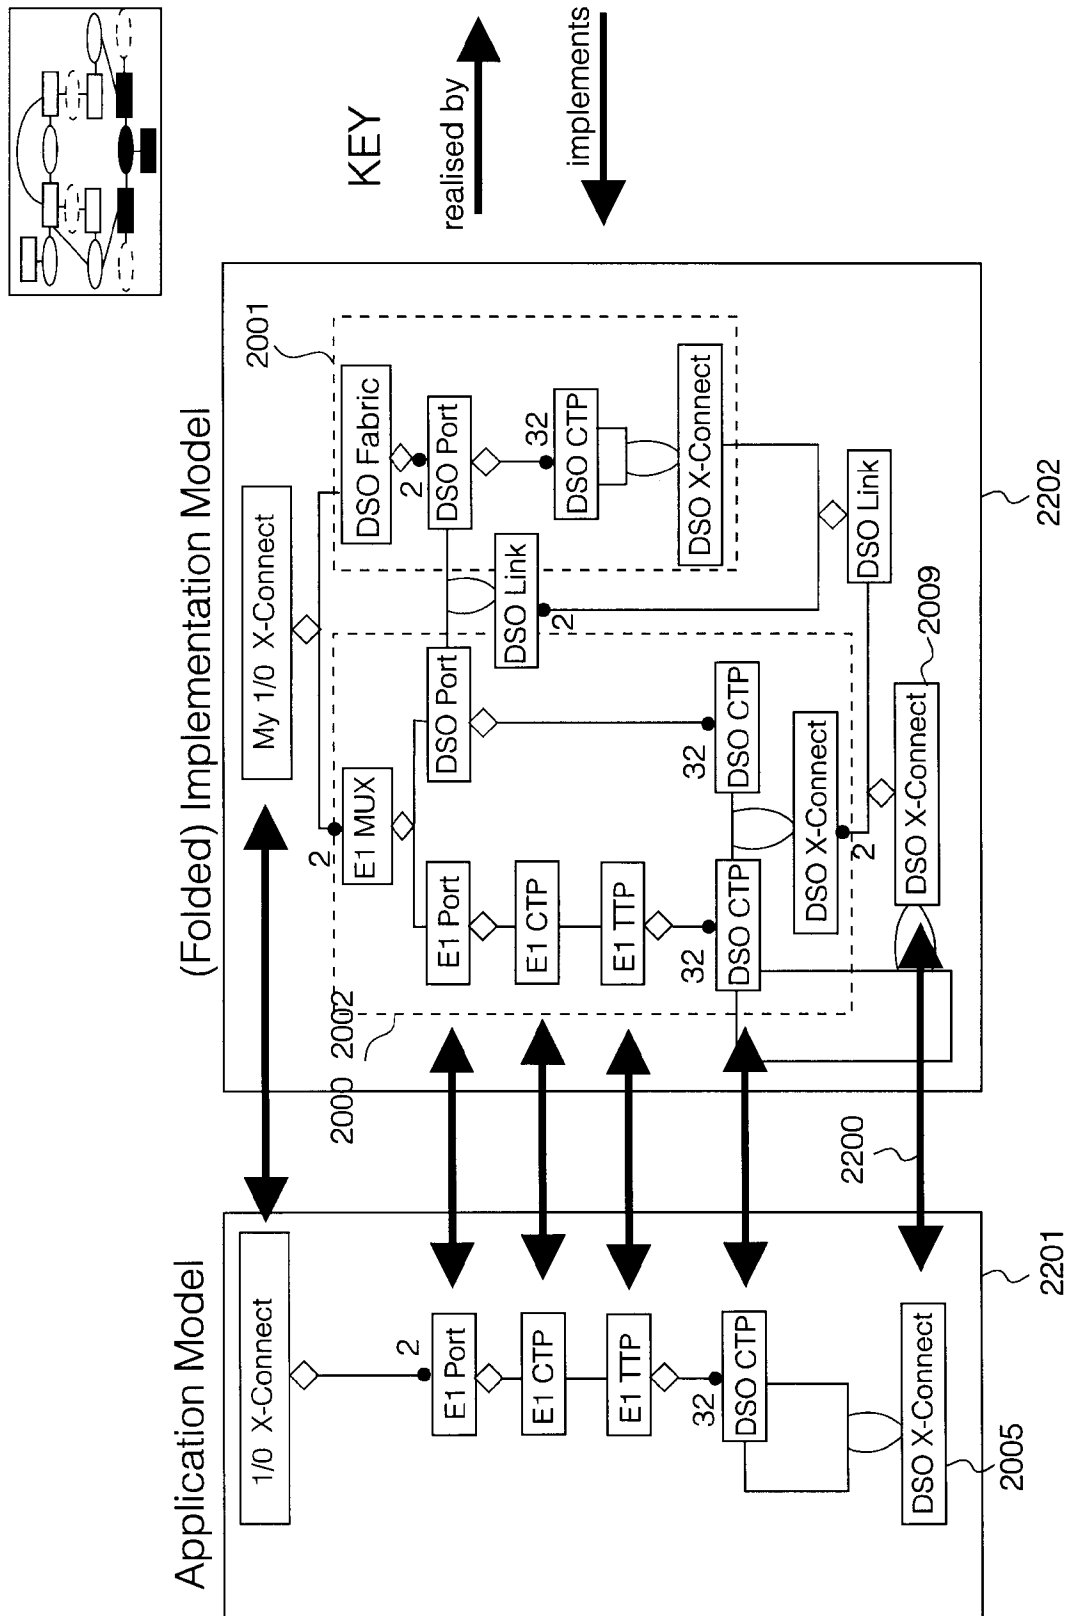 Application Model
1/0 X-Connect
2
E1 Port
E1 CTP
E1 TTP
32
DSO CTP
DSO X-Connect
2005
2201
2200
(Folded) Implementation Model
My 1/0 X-Connect
2001
2
E1 MUX
DSO Fabric
2
2000
2002
E1 Port
DSO Port
DSO Port
E1 CTP
DSO Link
2
32
DSO CTP
E1 TTP
32
DSO CTP
32
DSO CTP
DSO X-Connect
DSO X-Connect
2
DSO Link
DSO X-Connect
2009
2202
KEY
realised by
implements